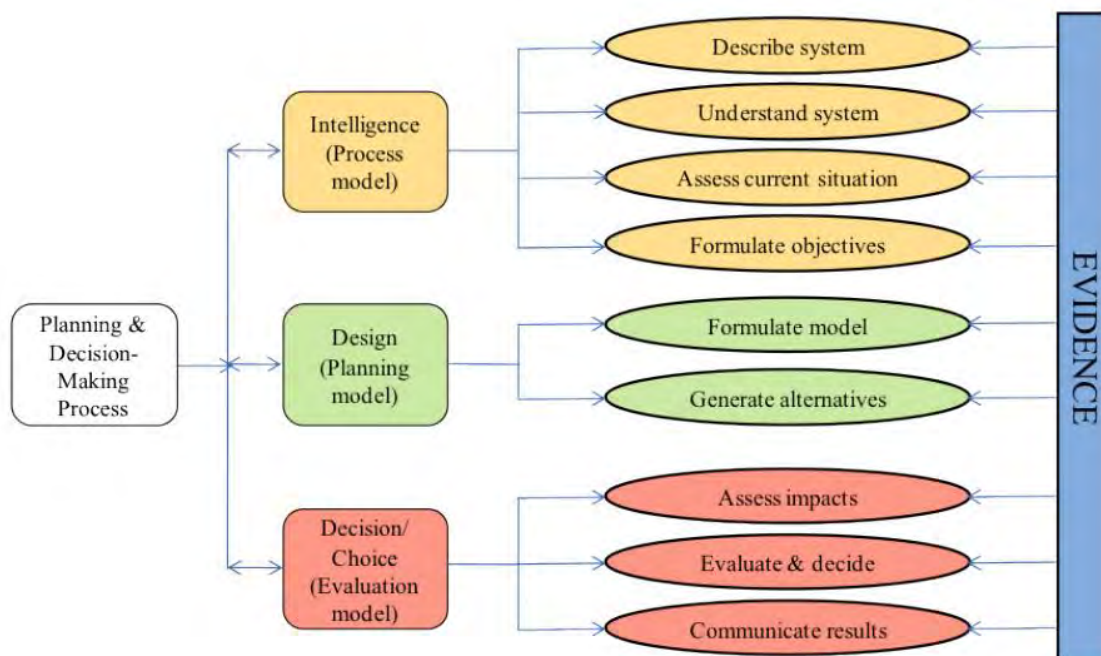 Planning &
Decision-
Making
Process
Intelligence
(Process
model)
Describe system
Understand system
Assess current situation
Formulate objectives
Design
(Planning
model)
Formulate model
Generate alternatives
Decision/
Choice
(Evaluation
model)
Assess impacts
Evaluate & decide
Communicate results
EVIDENCE